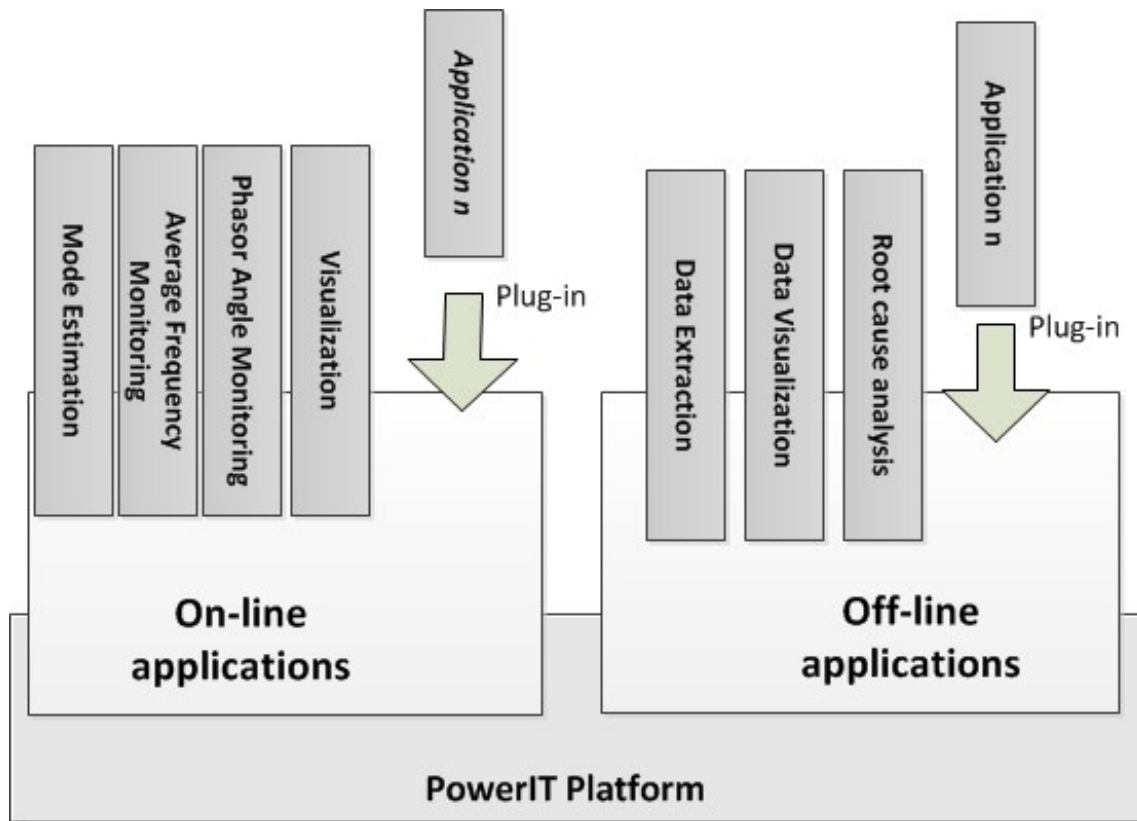 Application n
Application n
Mode Estimation
Average Frequency
Monitoring
Phasor Angle Monitoring
Visualization
Plug-in
Data Extraction
Data Visualization
Root cause analysis
Plug-in
On-line
applications
Off-line
applications
PowerIT Platform